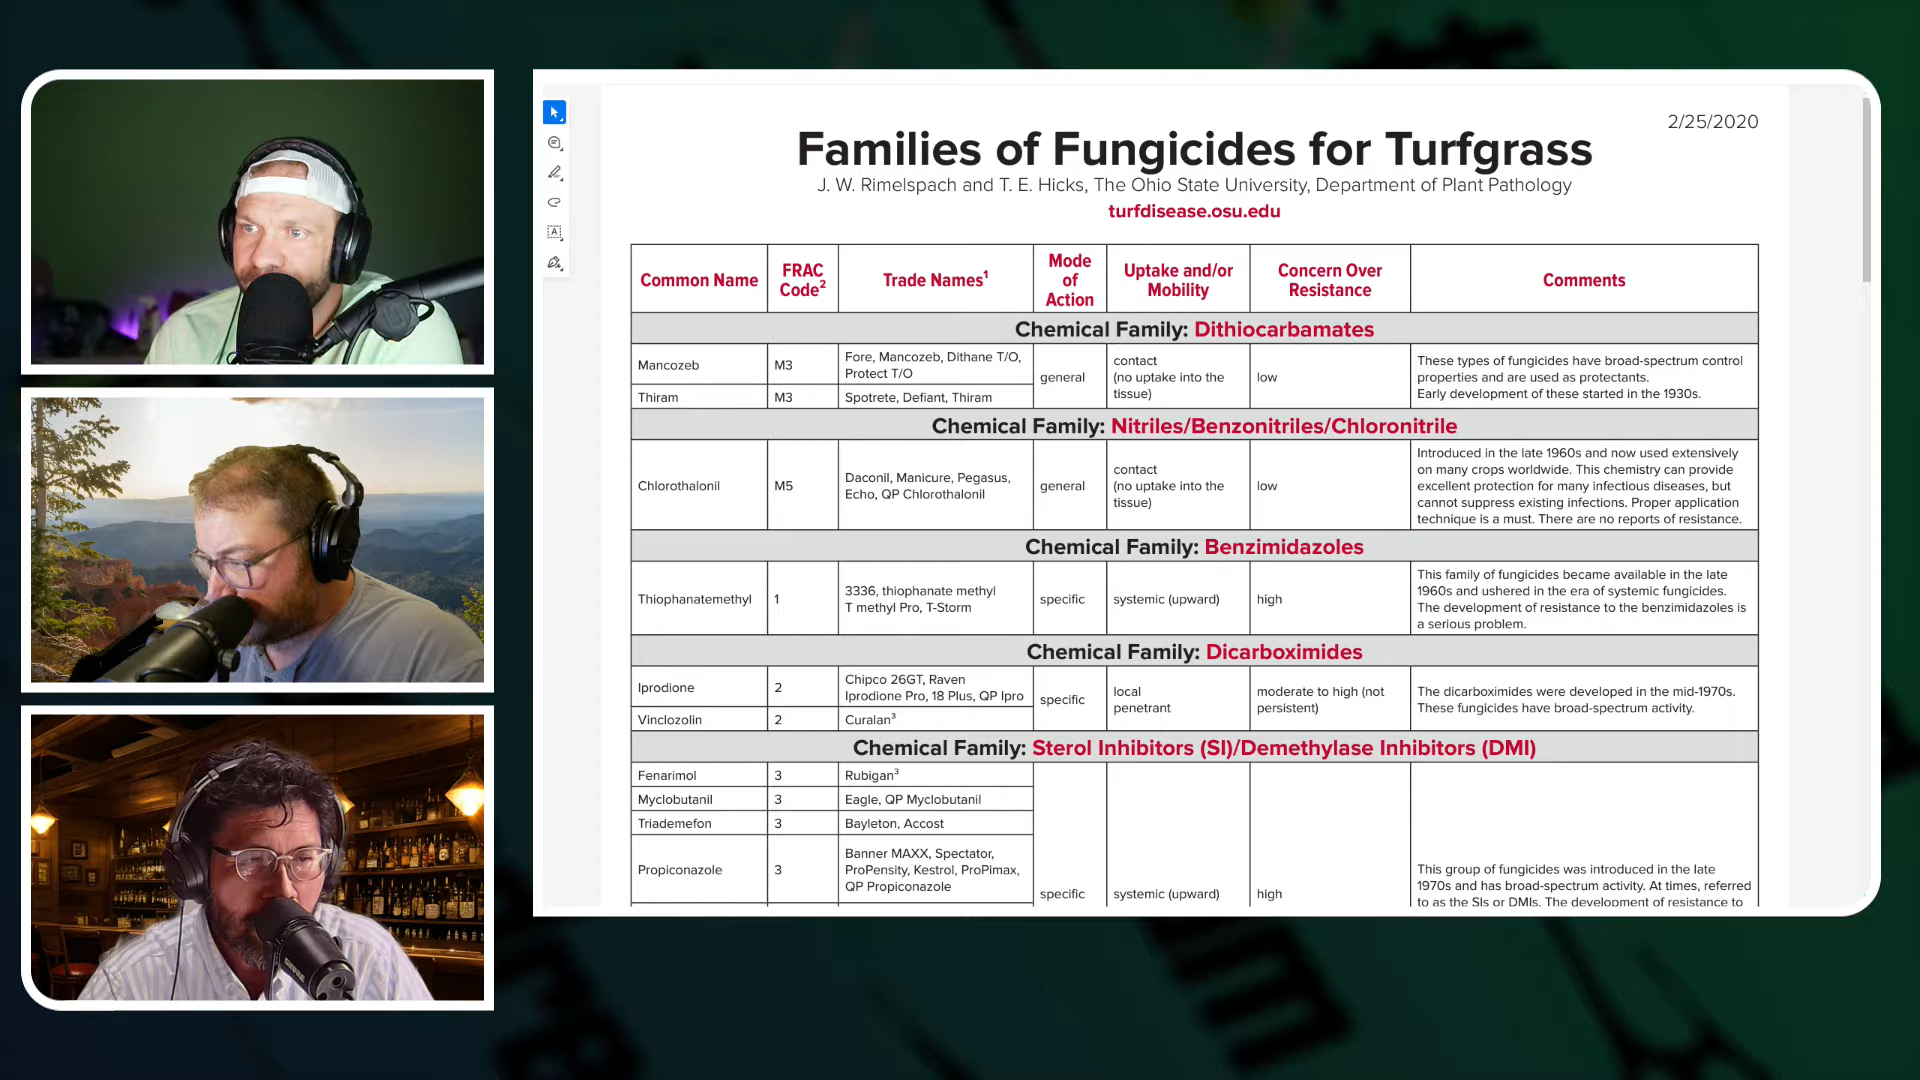 2/25/2020
Families of Fungicides for Turfgrass
J. W. Rimelspach and T. E. Hicks, The Ohio State University, Department of Plant Pathology
turfdisease.osu.edu
Common Name
FRAC
Code²
Trade Names¹
Mode
of
Action
Uptake and/or
Mobility
Concern Over
Resistance
Comments
Chemical Family: Dithiocarbamates
Mancozeb
M3
Fore, Mancozeb, Dithane T/O,
Protect T/O
Thiram
M3
Spotrete, Defiant, Thiram
general
contact
(no uptake into the
tissue)
low
These types of fungicides have broad-spectrum control
properties and are used as protectants.
Early development of these started in the 1930s.
Chemical Family: Nitriles/Benzonitriles/Chloronitrile
Chlorothalonil
M5
Daconil, Manicure, Pegasus,
Echo, QP Chlorothalonil
general
contact
(no uptake into the
tissue)
low
Introduced in the late 1960s and now used extensively
on many crops worldwide. This chemistry can provide
excellent protection for many infectious diseases, but
cannot suppress existing infections. Proper application
technique is a must. There are no reports of resistance.
Chemical Family: Benzimidazoles
Thiophanatemethyl
1
3336, thiophanate methyl
T methyl Pro, T-Storm
specific
systemic (upward)
high
This family of fungicides became available in the late
1960s and ushered in the era of systemic fungicides.
The development of resistance to the benzimidazoles is
a serious problem.
Chemical Family: Dicarboximides
Iprodione
2
Chipco 26GT, Raven
Iprodione Pro, 18 Plus, QP Ipro
Vinclozolin
2
Curalan³
specific
local
penetrant
moderate to high (not
persistent)
The dicarboximides were developed in the mid-1970s.
These fungicides have broad-spectrum activity.
Chemical Family: Sterol Inhibitors (SI)/Demethylase Inhibitors (DMI)
Fenarimol
3
Rubigan³
Myclobutanil
3
Eagle, QP Myclobutanil
Triademefon
3
Bayleton, Accost
Propiconazole
3
Banner MAXX, Spectator,
ProPensity, Kestrol, ProPimax,
QP Propiconazole
specific
systemic (upward)
high
This group of fungicides was introduced in the late
1970s and has broad-spectrum activity. At times, referred
to as the SIs or DMIs. The development of resistance to
SHURE